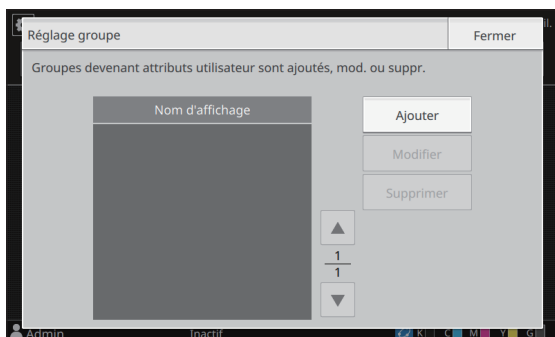 Réglage groupe
Fermer
il.
Groupes devenant attributs utilisateur sont ajoutés, mod. ou suppr.
Nom d'affichage
Ajouter
Modifier
Supprimer
1
1
Admin
Inactif
K C M Y G